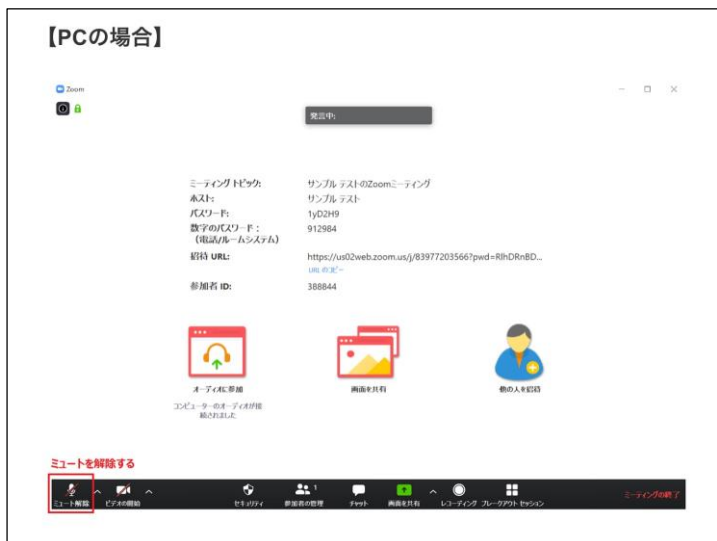 【PCの場合】
Zoom
発言中:
ミーティング トピック: サンプル テストのZoomミーティング
ホスト: サンプル テスト
パスワード: 1yD2H9
数字のパスワード： 912984
（電話/ルームシステム）
招待 URL: https://us02web.zoom.us/j/83977203566?pwd=RlhDRnBD...
URL のコピー
参加者 ID: 388844
オーディオに参加 画面を共有 他の人を招待
コンピューターのオーディオが接
続されました
ミュートを解除する
ミュート解除 ビデオの開始 セキュリティ 参加者の管理 1 チャット 画面を共有 レコーディング ブレークアウト セッション ミーティングの終了